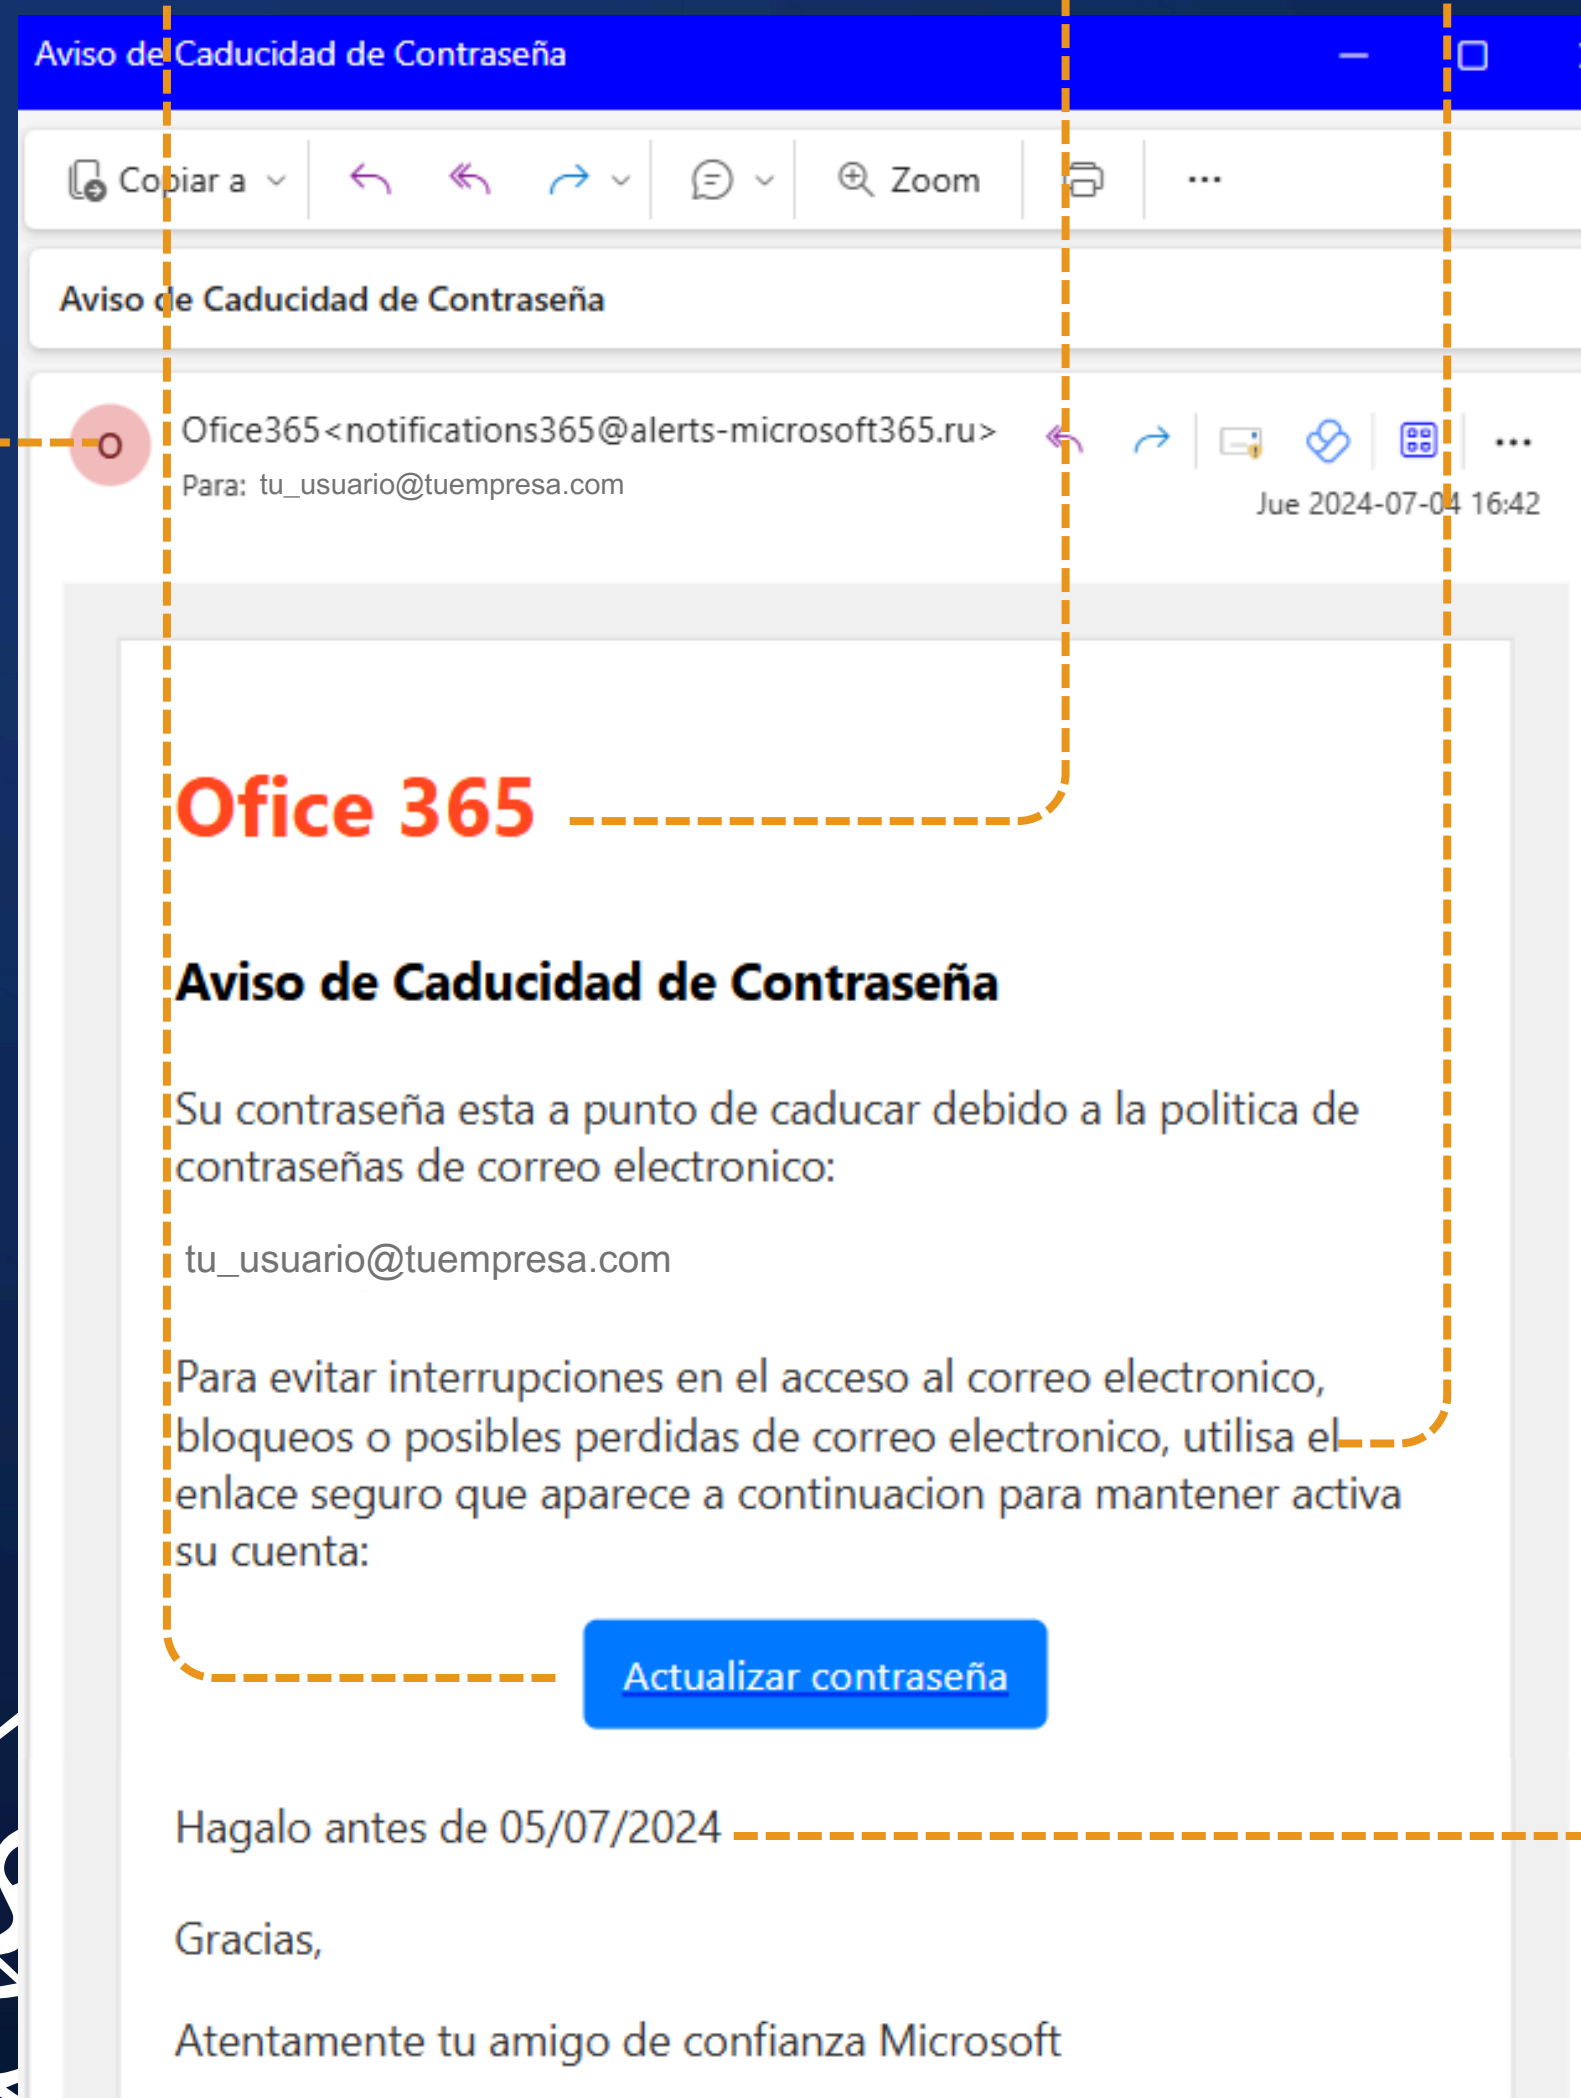 Aviso de Caducidad de Contraseña
Copiar a
Zoom
Aviso de Caducidad de Contraseña
O
Ofice365<notifications365@alerts-microsoft365.ru>
Para: tu_usuario@tuempresa.com
Jue 2024-07-04 16:42
Ofice 365
Aviso de Caducidad de Contraseña
Su contraseña esta a punto de caducar debido a la politica de
contraseñas de correo electronico:
tu_usuario@tuempresa.com
Para evitar interrupciones en el acceso al correo electronico,
bloqueos o posibles perdidas de correo electronico, utilisa el
enlace seguro que aparece a continuacion para mantener activa
su cuenta:
Actualizar contraseña
Hagalo antes de 05/07/2024
Gracias,
Atentamente tu amigo de confianza Microsoft